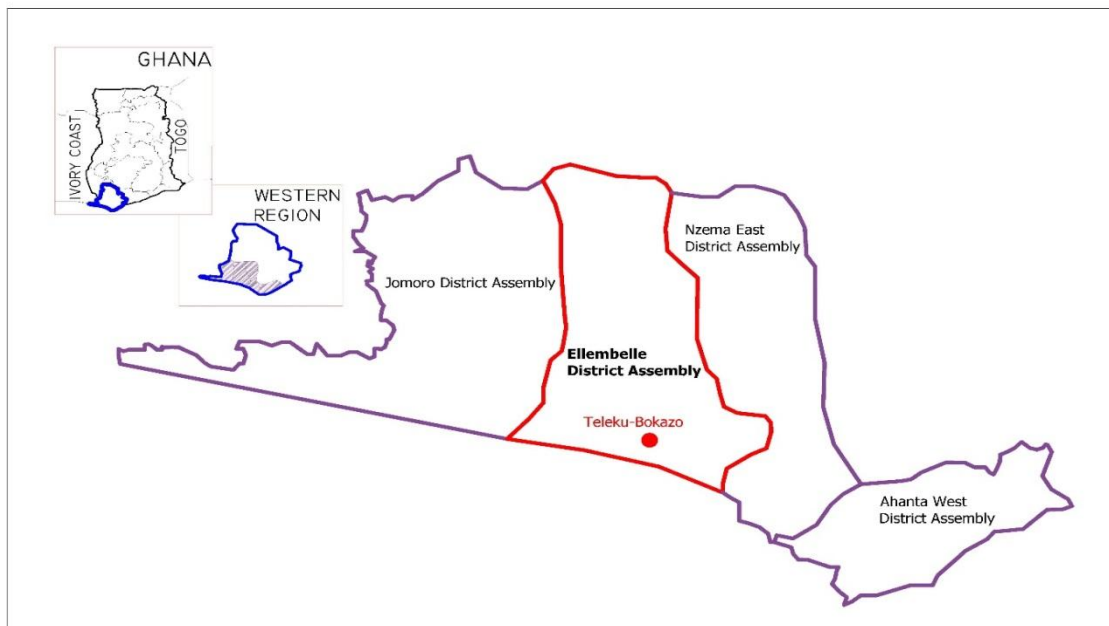 GHANA
IVORY COAST
TOGO
WESTERN
REGION
Nzema East
District Assembly
Jomoro District Assembly
Ellembelle
District Assembly
Teleku-Bokazo
Ahanta West
District Assembly